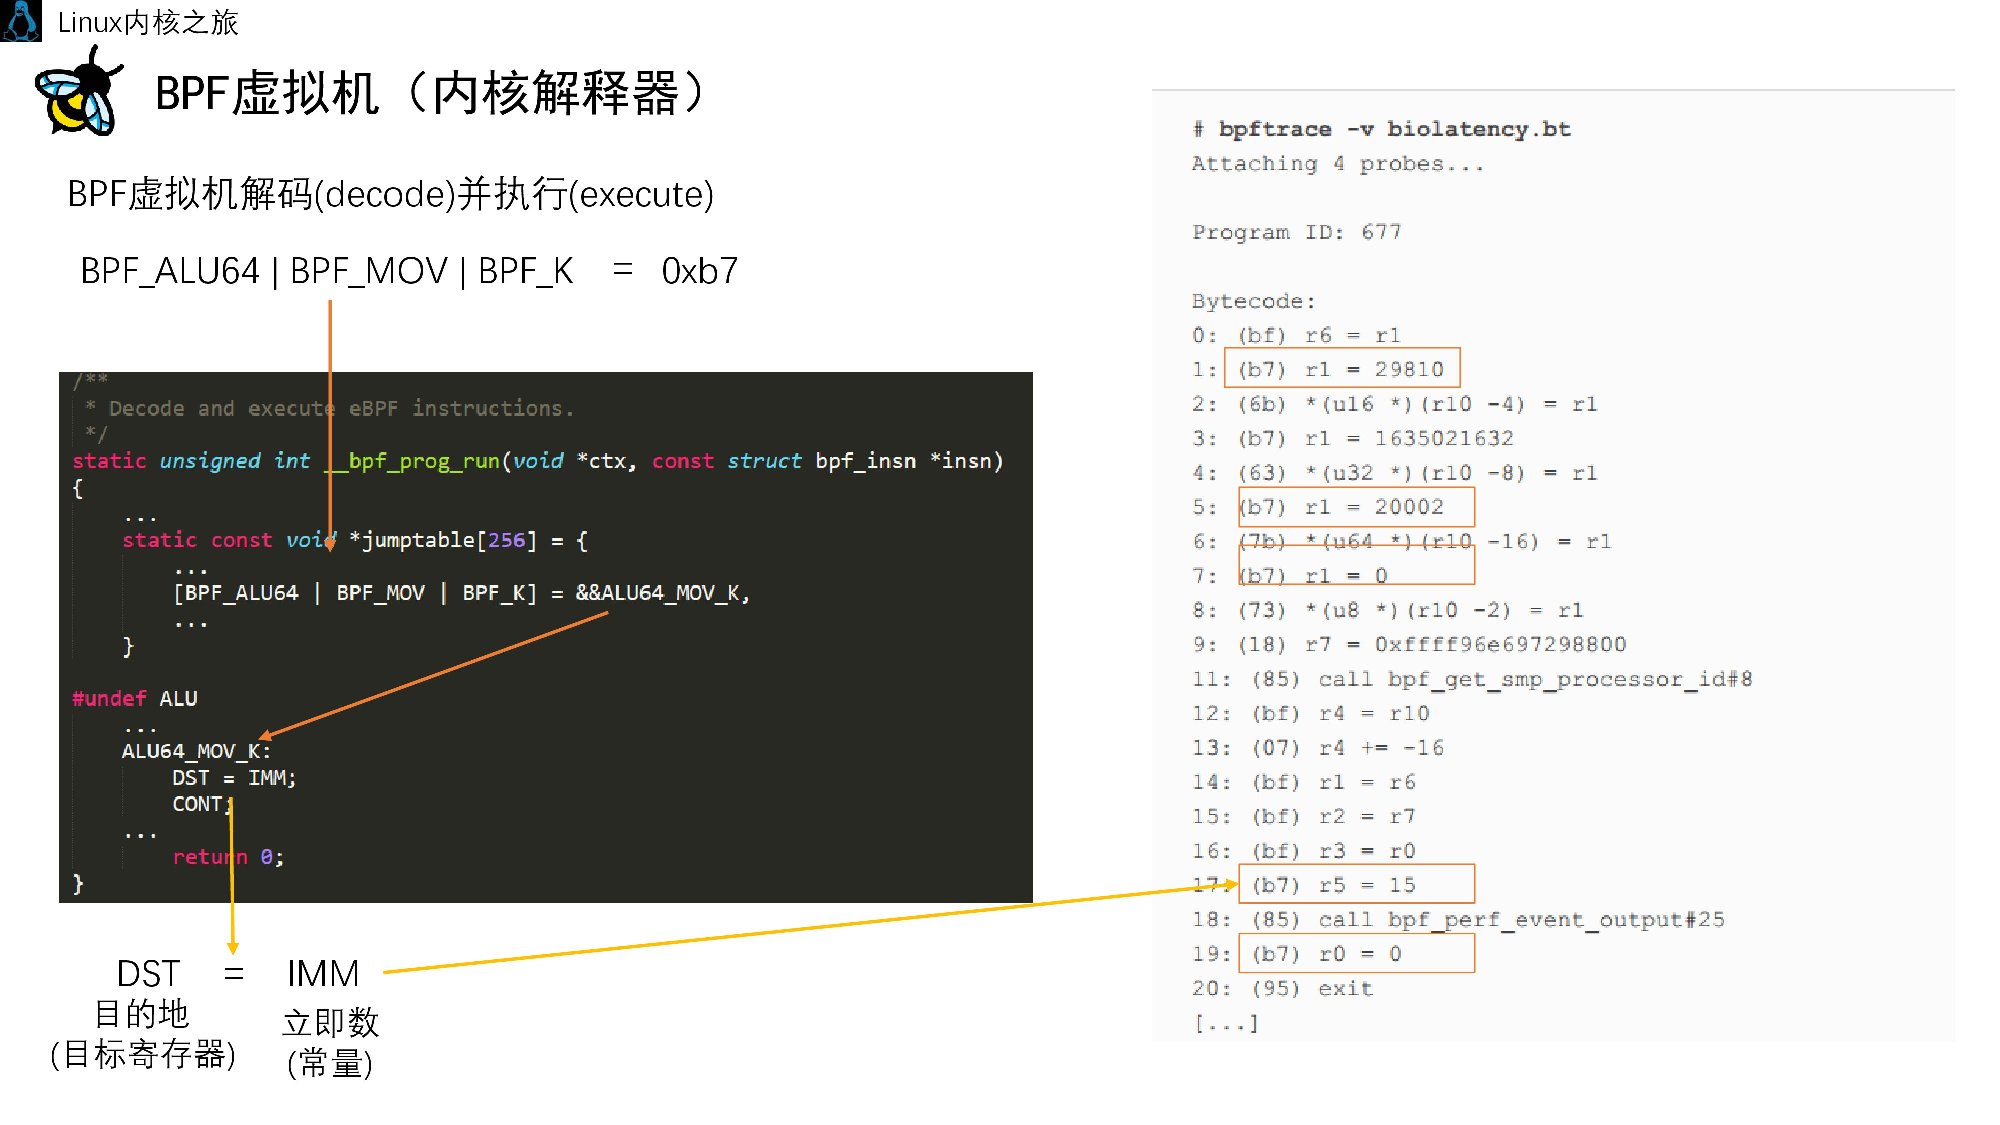 Linux内核之旅
BPF虚拟机（内核解释器）
BPF虚拟机解码(decode)并执行(execute)
BPF_ALU64 | BPF_MOV | BPF_K = 0xb7
/**
* Decode and execute eBPF instructions.
*/
static unsigned int __bpf_prog_run(void *ctx, const struct bpf_insn *insn)
{
...
static const void *jumptable[256] = {
...
[BPF_ALU64 | BPF_MOV | BPF_K] = &&ALU64_MOV_K,
...
}
#undef ALU
...
ALU64_MOV_K:
DST = IMM;
CONT;
...
return 0;
}
DST = IMM
目的地
(目标寄存器)
立即数
(常量)
# bpftrace -v biolatency.bt
Attaching 4 probes...
Program ID: 677
Bytecode:
0: (bf) r6 = r1
1: (b7) r1 = 29810
2: (6b) *(u16 *)(r10 -4) = r1
3: (b7) r1 = 1635021632
4: (63) *(u32 *)(r10 -8) = r1
5: (b7) r1 = 20002
6: (7b) *(u64 *)(r10 -16) = r1
7: (b7) r1 = 0
8: (73) *(u8 *)(r10 -2) = r1
9: (18) r7 = 0xffff96e697298800
11: (85) call bpf_get_smp_processor_id#8
12: (bf) r4 = r10
13: (07) r4 += -16
14: (bf) r1 = r6
15: (bf) r2 = r7
16: (bf) r3 = r0
17: (b7) r5 = 15
18: (85) call bpf_perf_event_output#25
19: (b7) r0 = 0
20: (95) exit
[...]